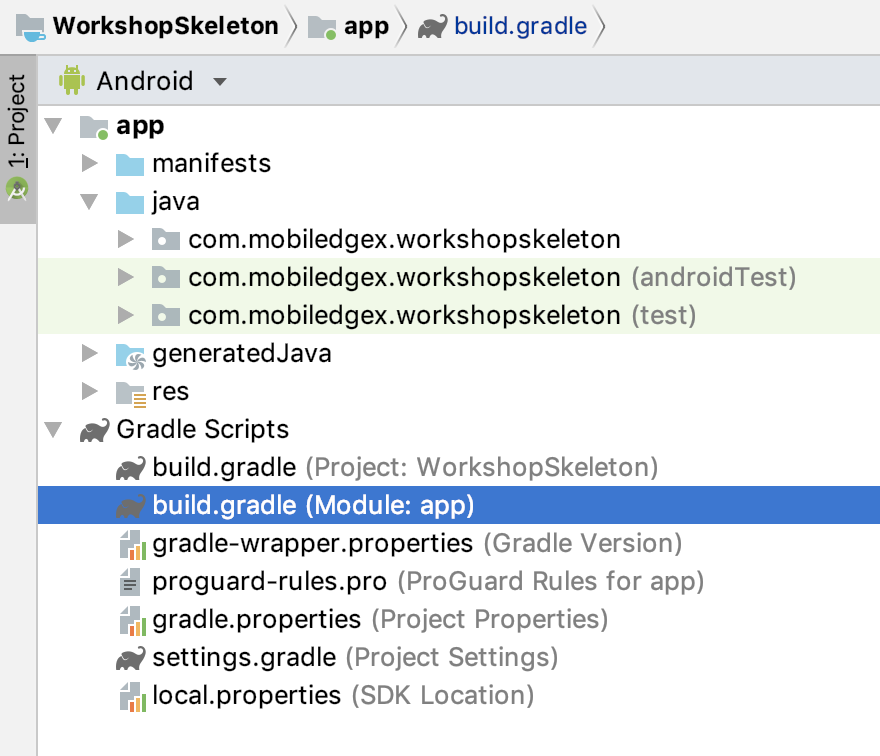 WorkshopSkeleton app build.gradle
1: Project
Android
app
manifests
java
com.mobiledgex.workshopskeleton
com.mobiledgex.workshopskeleton (androidTest)
com.mobiledgex.workshopskeleton (test)
generatedJava
res
Gradle Scripts
build.gradle (Project: WorkshopSkeleton)
build.gradle (Module: app)
gradle-wrapper.properties (Gradle Version)
proguard-rules.pro (ProGuard Rules for app)
gradle.properties (Project Properties)
settings.gradle (Project Settings)
local.properties (SDK Location)